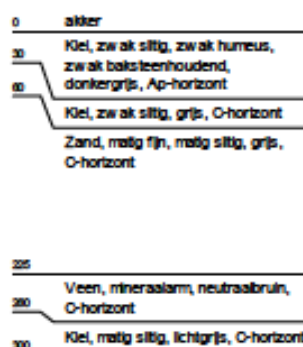 0 akker
Klei, zwak siltig, zwak humeus,
30 zwak baksteenhoudend,
donkergrijs, Ap-horizont
60
Klei, zwak siltig, grijs, C-horizont
Zand, matig fijn, matig siltig, grijs,
C-horizont
225
Veen, mineraalarm, neutraalbruin,
260 C-horizont
Klei, matig siltig, lichtgrijs, C-horizont
300